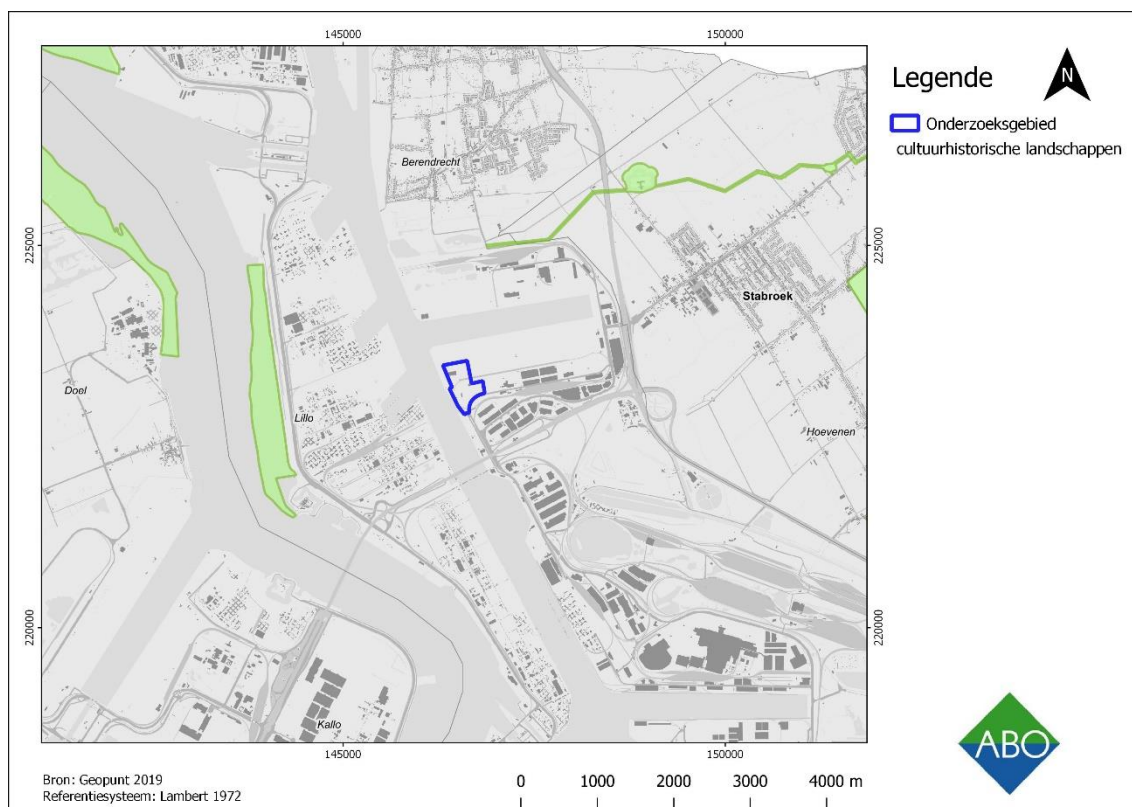 145000
150000
Legende
N
Onderzoeksgebied
cultuurhistorische landschappen
Berendrecht
225000
225000
Stabroek
Doel
Lillo
Hoevenen
220000
220000
Kallo
145000
150000
ABO
Bron: Geopunt 2019
Referentiesysteem: Lambert 1972
0 1000 2000 3000 4000 m